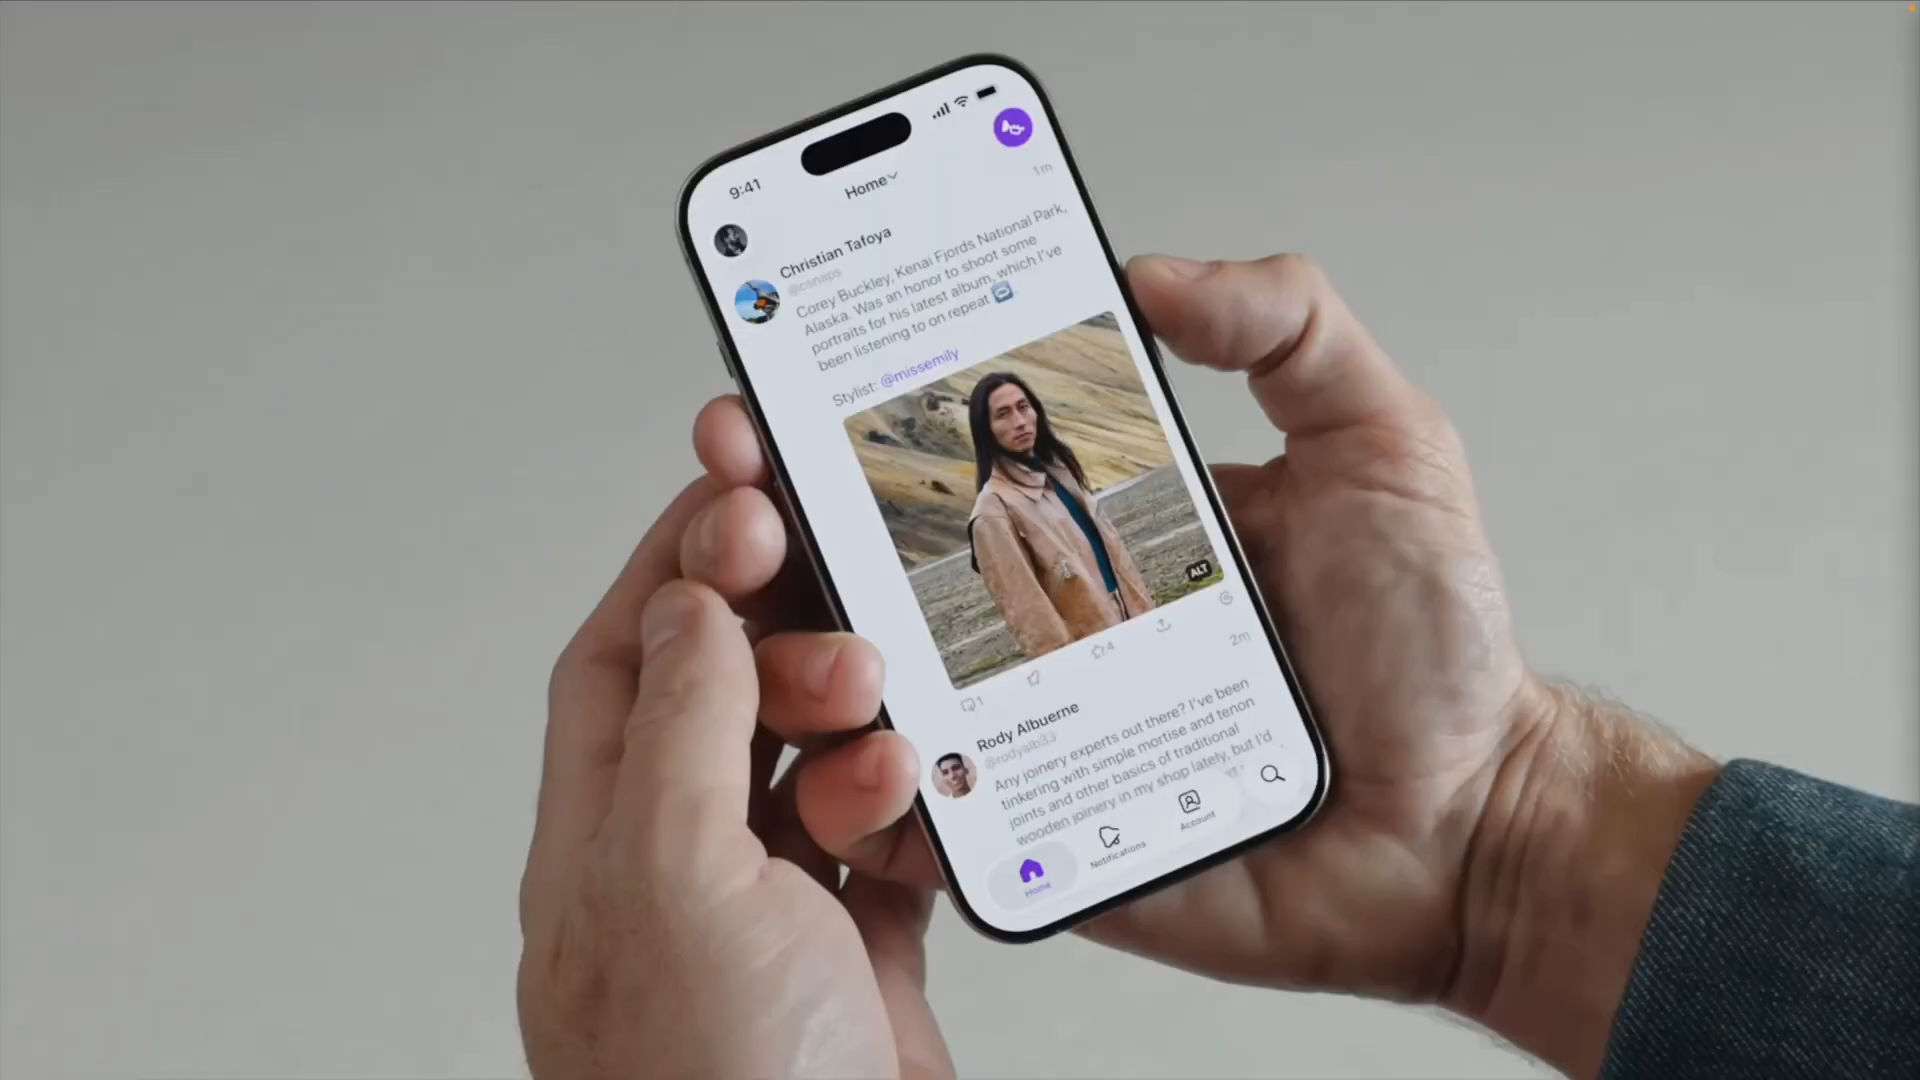 9:41
Home
1m
Christian Tafoya
@csnaps
Corey Buckley, Kenai Fjords National Park,
Alaska. Was an honor to shoot some
portraits for his latest album, which I've
been listening to on repeat
Stylist: @missemily
ALT
1
4
2m
Rody Albuerne
@rodyalb33
Any joinery experts out there? I've been
tinkering with simple mortise and tenon
joints and other basics of traditional
wooden joinery in my shop lately, but I'd
Home
Notifications
Account